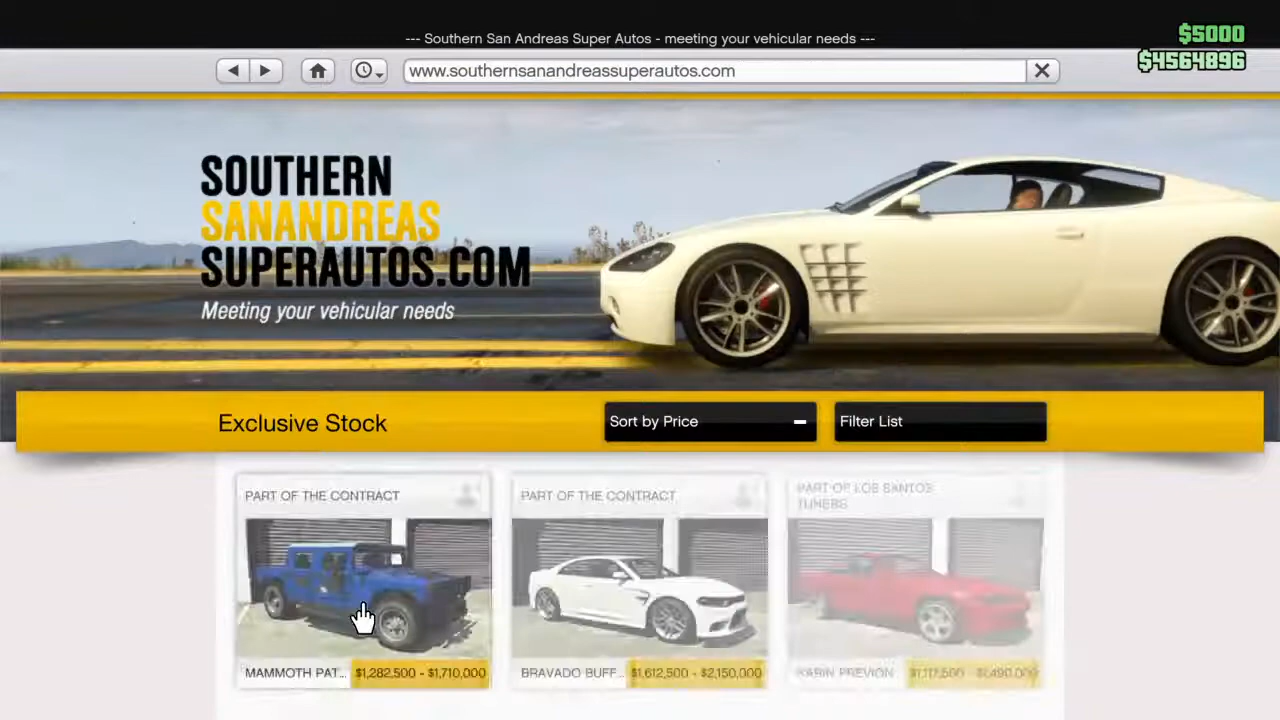 --- Southern San Andreas Super Autos - meeting your vehicular needs ---
$5000
$4564896
www.southernsanandreassuperautos.com
SOUTHERN
SANANDREAS
SUPERAUTOS.COM
Meeting your vehicular needs
Exclusive Stock
Sort by Price
Filter List
PART OF THE CONTRACT
PART OF THE CONTRACT
PART OF LOS SANTOS
TUNERS
MAMMOTH PAT... $1,282,500 - $1,710,000
BRAVADO BUFF... $1,612,500 - $2,150,000
KARIN PREVION $1,117,500 - $1,490,000